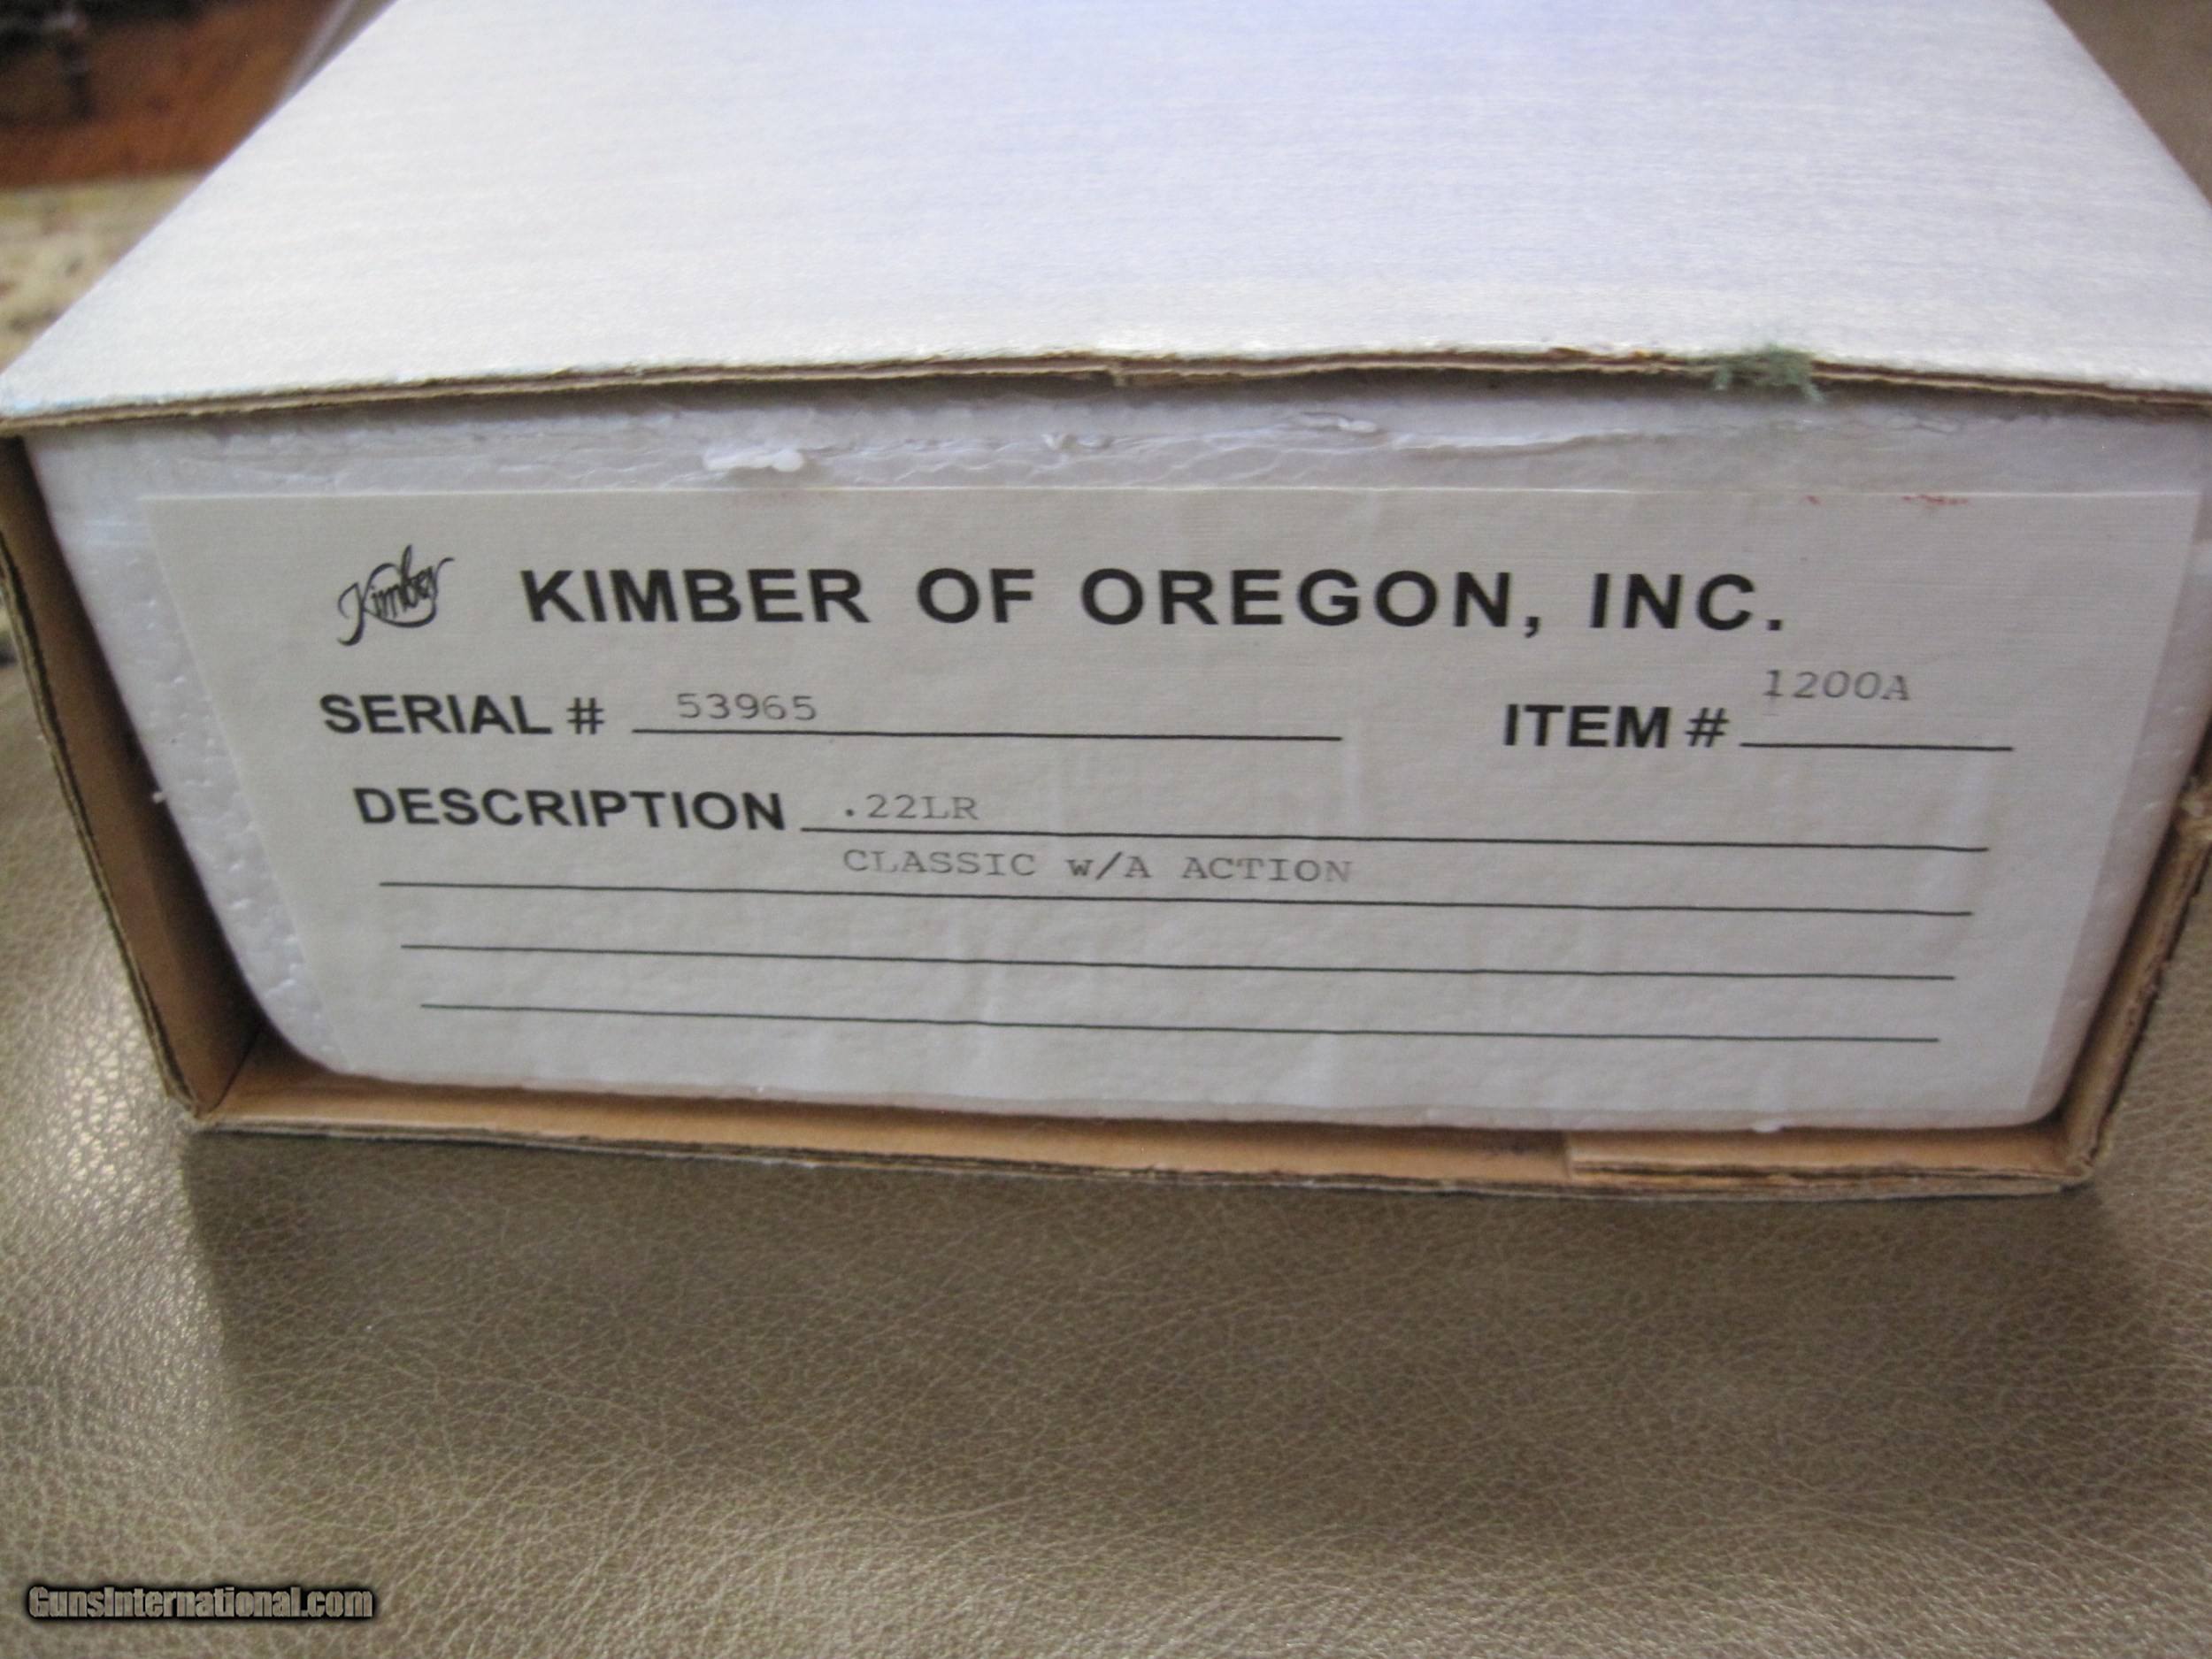 Kimber KIMBER OF OREGON, INC.
SERIAL # 53965 ITEM # 1200A
DESCRIPTION .22LR
CLASSIC w/A ACTION
GunsInternational.com